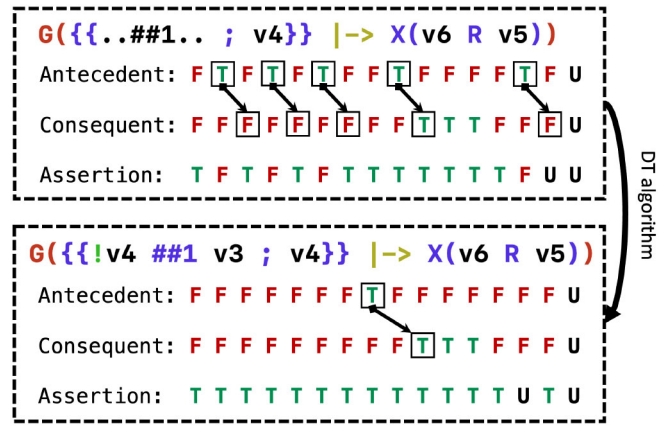 G({{..##1.. ; v4}} |-> X(v6 R v5))
Antecedent: F T F T F T F F T F F F F T F U
Consequent: F F F F F F F F F T T T F F F U
Assertion: T F T F T F T T T T T T T F U U
DT algorithm
G({{!v4 ##1 v3 ; v4}} |-> X(v6 R v5))
Antecedent: F F F F F F F T F F F F F F F U
Consequent: F F F F F F F F F T T T F F F U
Assertion: T T T T T T T T T T T T T U T U